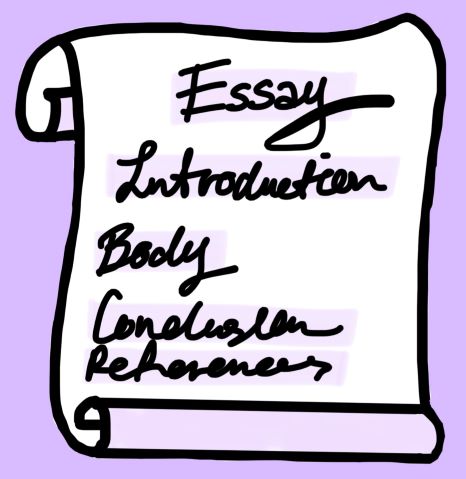 Essay
Introduction
Body
Conclusion
References